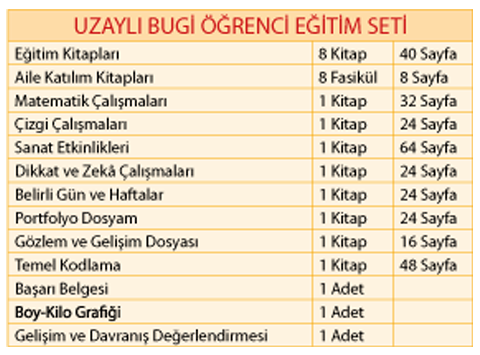 UZAYLI BUGİ ÖĞRENCİ EĞİTİM SETİ
Eğitim Kitapları 8 Kitap 40 Sayfa
Aile Katılım Kitapları 8 Fasikül 8 Sayfa
Matematik Çalışmaları 1 Kitap 32 Sayfa
Çizgi Çalışmaları 1 Kitap 24 Sayfa
Sanat Etkinlikleri 1 Kitap 64 Sayfa
Dikkat ve Zekâ Çalışmaları 1 Kitap 24 Sayfa
Belirli Gün ve Haftalar 1 Kitap 24 Sayfa
Portfolyo Dosyam 1 Kitap 24 Sayfa
Gözlem ve Gelişim Dosyası 1 Kitap 16 Sayfa
Temel Kodlama 1 Kitap 48 Sayfa
Başarı Belgesi 1 Adet
Boy-Kilo Grafiği 1 Adet
Gelişim ve Davranış Değerlendirmesi 1 Adet